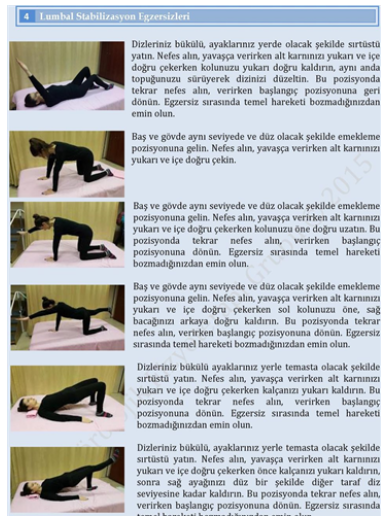 4 Lumbal Stabilizasyon Egzersizleri
Dizleriniz bükülü, ayaklarınız yerde olacak şekilde sırtüstü
yatın. Nefes alın, yavaşça verirken alt karnınızı yukarı ve içe
doğru çekerken kolunuzu yukarı doğru kaldırın, aynı anda
topuğunuzu sürüyerek dizinizi düzeltin. Bu pozisyonda
tekrar nefes alın, verirken başlangıç pozisyonuna geri
dönün. Egzersiz sırasında temel hareketi bozmadığınızdan
emin olun.
Baş ve gövde aynı seviyede ve düz olacak şekilde emekleme
pozisyonuna gelin. Nefes alın, yavaşça verirken alt karnınızı
yukarı ve içe doğru çekin.
Baş ve gövde aynı seviyede ve düz olacak şekilde emekleme
pozisyonuna gelin. Nefes alın, yavaşça verirken alt karnınızı
yukarı ve içe doğru çekerken kolunuzu öne doğru uzatın. Bu
pozisyonda tekrar nefes alın, verirken başlangıç
pozisyonuna dönün. Egzersiz sırasında temel hareketi
bozmadığınızdan emin olun.
Baş ve gövde aynı seviyede ve düz olacak şekilde emekleme
pozisyonuna gelin. Nefes alın, yavaşça verirken alt karnınızı
yukarı ve içe doğru çekerken sol kolunuzu öne, sağ
bacağınızı arkaya doğru kaldırın. Bu pozisyonda tekrar
nefes alın, verirken başlangıç pozisyonuna dönün. Egzersiz
sırasında temel hareketi bozmadığınızdan emin olun.
Dizleriniz bükülü ayaklarınız yerle temasta olacak şekilde
sırtüstü yatın. Nefes alın, yavaşça verirken alt karnınızı
yukarı ve içe doğru çekerken kalçanızı yukarı kaldırın. Bu
pozisyonda tekrar nefes alın, verirken başlangıç
pozisyonuna dönün. Egzersiz sırasında temel hareketi
bozmadığınızdan emin olun.
Dizleriniz bükülü, ayaklarınız yerle temasta olacak şekilde
sırtüstü yatın. Nefes alın, yavaşça verirken alt karnınızı
yukarı ve içe doğru çekerken önce kalçanızı yukarı kaldırın,
sonra sağ ayağınızı düz bir şekilde diğer taraf diz
seviyesine kadar kaldırın. Bu pozisyonda tekrar nefes alın,
verirken başlangıç pozisyonuna dönün. Egzersiz sırasında
temel hareketi bozmadığınızdan emin olun.
2015